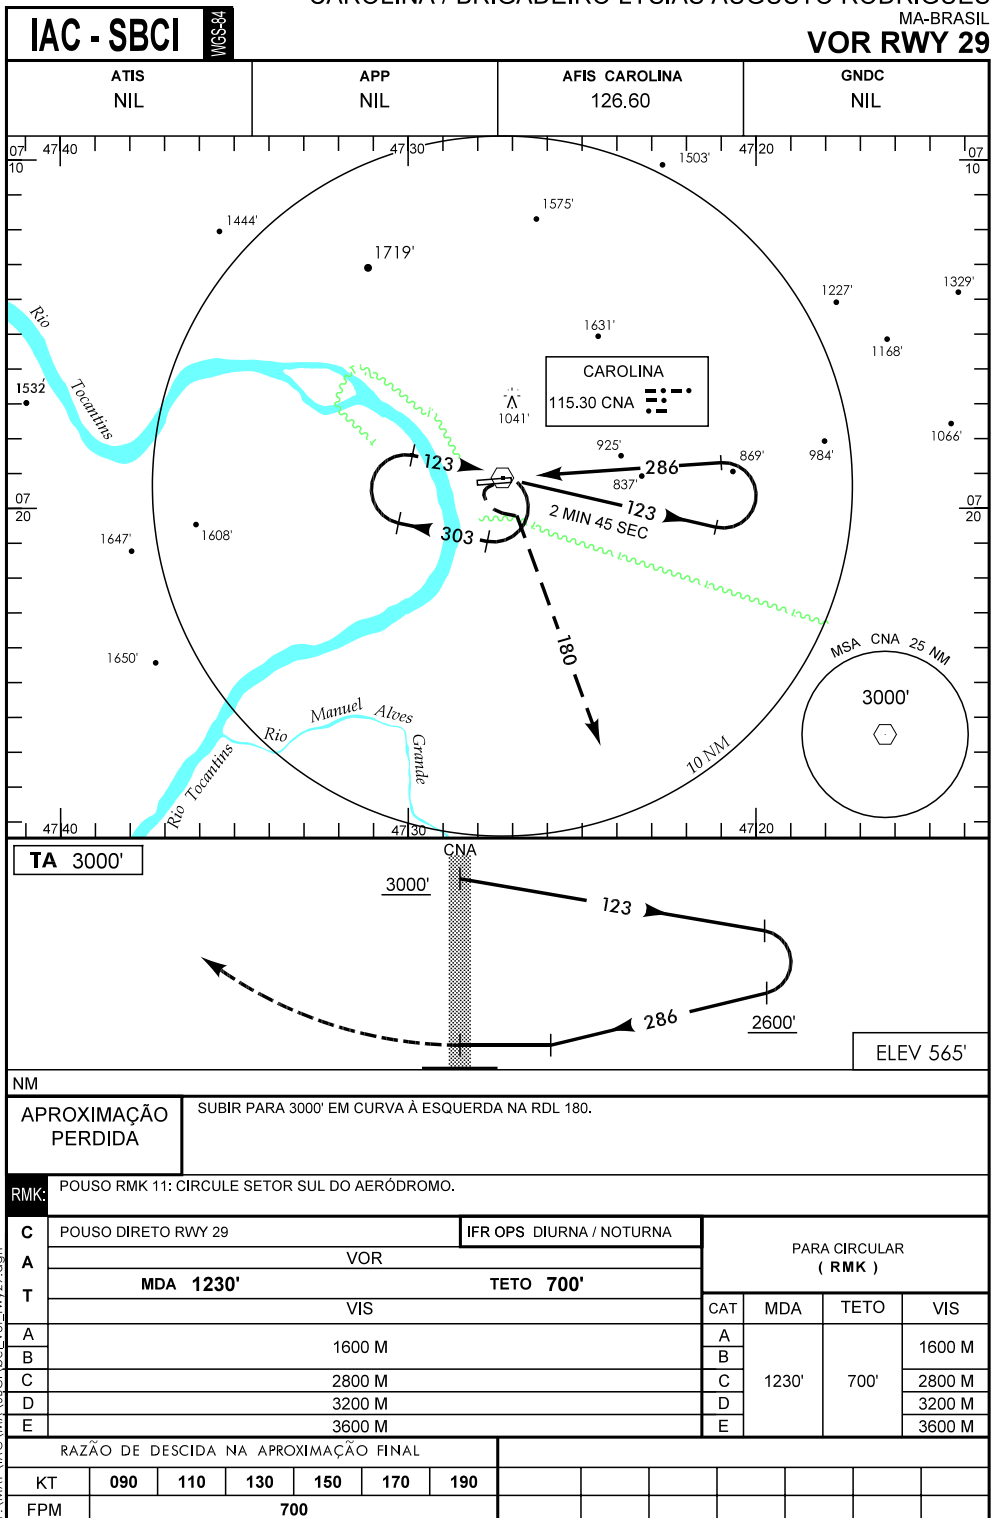 CAROLINA / BRIGADEIRO LYSIAS AUGUSTO RODRIGUES
MA-BRASIL
IAC - SBCI
WGS-84
VOR RWY 29
ATIS
NIL
APP
NIL
AFIS CAROLINA
126.60
GNDC
NIL
07
10
47 40
47 30
47 20
07
10
1503'
1575'
1444'
1719'
1329'
1227'
1631'
1168'
Rio
Tocantins
1532'
CAROLINA
115.30 CNA
1041'
1066'
984'
925'
869'
837'
123
286
123
2 MIN 45 SEC
303
07
20
07
20
1608'
1647'
1650'
180
MSA CNA 25 NM
3000'
10 NM
Rio
Manuel
Alves
Grande
Rio Tocantins
47 40
47 30
47 20
TA 3000'
CNA
3000'
123
286
2600'
ELEV 565'
NM
APROXIMAÇÃO
PERDIDA
SUBIR PARA 3000' EM CURVA À ESQUERDA NA RDL 180.
RMK:
POUSO RMK 11: CIRCULE SETOR SUL DO AERÓDROMO.
C
A
T
POUSO DIRETO RWY 29
IFR OPS DIURNA / NOTURNA
VOR
MDA 1230'
TETO 700'
VIS
PARA CIRCULAR
( RMK )
CAT
MDA
TETO
VIS
A
B
1600 M
C
2800 M
D
3200 M
E
3600 M
A
B
1600 M
C
1230'
700'
2800 M
D
3200 M
E
3600 M
RAZÃO DE DESCIDA NA APROXIMAÇÃO FINAL
KT
090
110
130
150
170
190
FPM
700